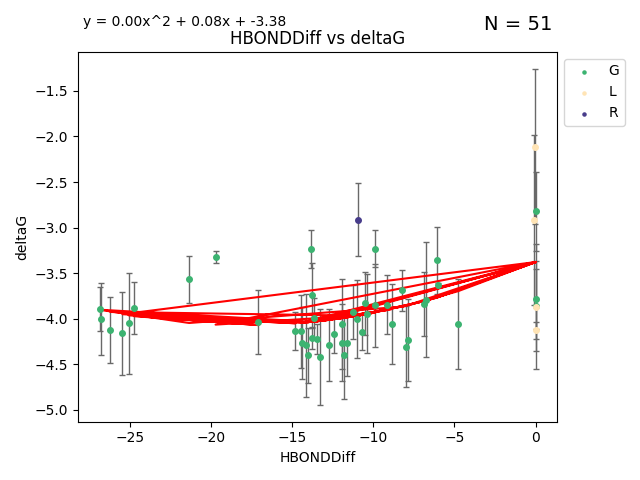 y = 0.00x^2 + 0.08x + -3.38
N = 51
HBONDDiff vs deltaG
G
L
R
deltaG
−1.5
−2.0
−2.5
−3.0
−3.5
−4.0
−4.5
−5.0
−25
−20
−15
−10
−5
0
HBONDDiff